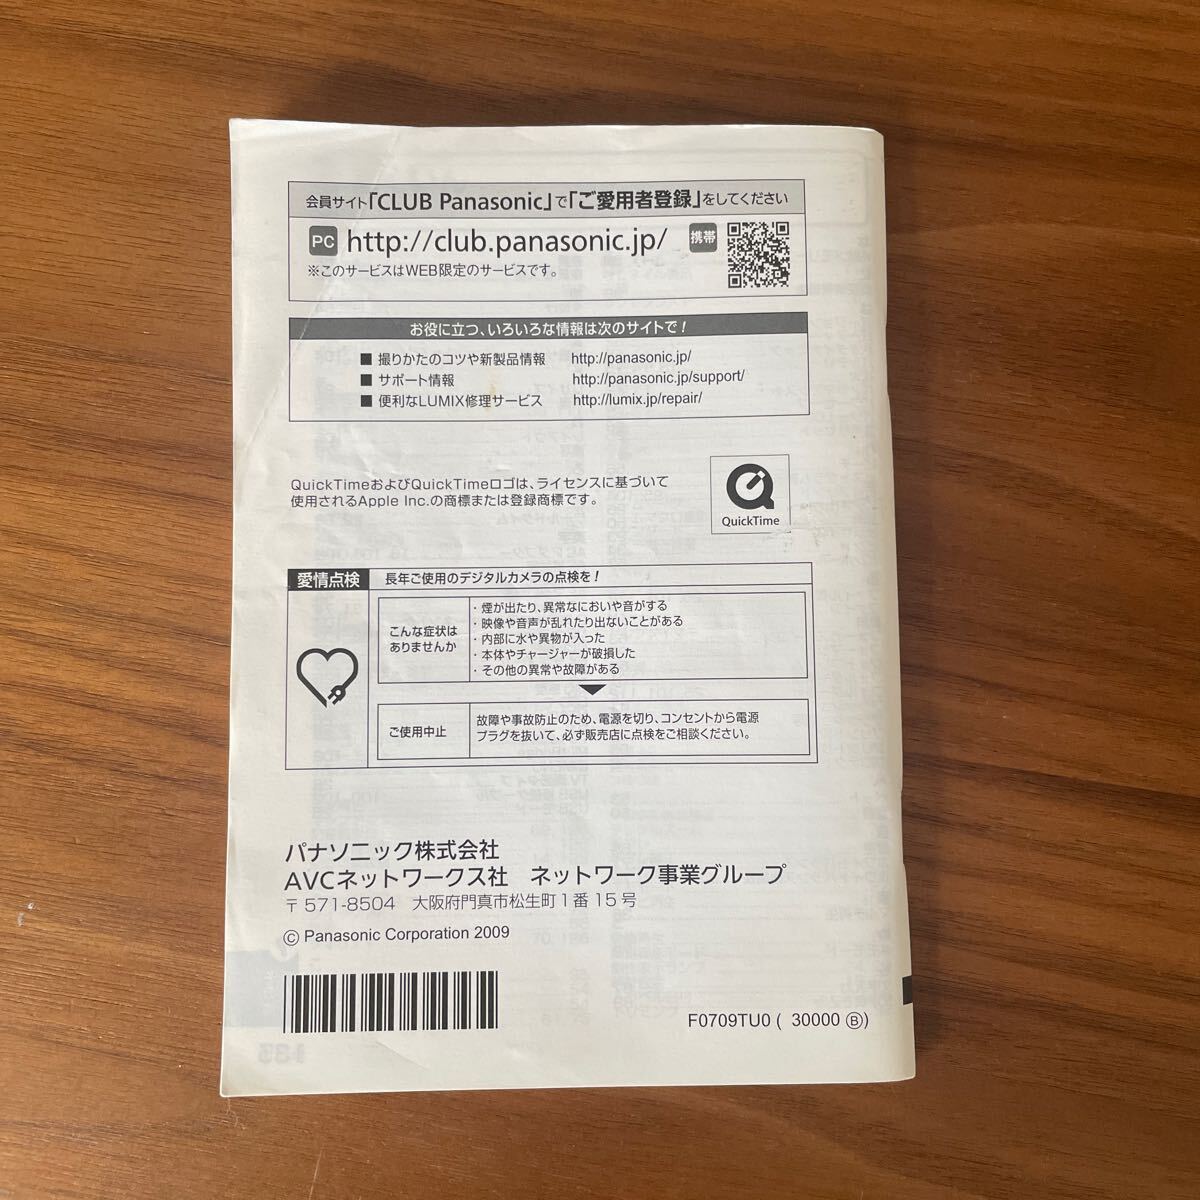 会員サイト「CLUB Panasonic」で「ご愛用者登録」をしてください
PC http://club.panasonic.jp/ 携帯
※このサービスはWEB限定のサービスです。
お役に立つ、いろいろな情報は次のサイトで!
■ 撮りかたのコツや新製品情報 http://panasonic.jp/
■ サポート情報 http://panasonic.jp/support/
■ 便利なLUMIX修理サービス http://lumix.jp/repair/
QuickTimeおよびQuickTimeロゴは、ライセンスに基づいて
使用されるApple Inc.の商標または登録商標です。
QuickTime
愛情点検 長年ご使用のデジタルカメラの点検を!
こんな症状は
ありませんか
・煙が出たり、異常なにおいや音がする
・映像や音声が乱れたり出ないことがある
・内部に水や異物が入った
・本体やチャージャーが破損した
・その他の異常や故障がある
ご使用中止
故障や事故防止のため、電源を切り、コンセントから電源
プラグを抜いて、必ず販売店に点検をご相談ください。
パナソニック株式会社
AVCネットワークス社 ネットワーク事業グループ
〒571-8504 大阪府門真市松生町1番15号
© Panasonic Corporation 2009
F0709TU0 ( 30000 Ⓑ)